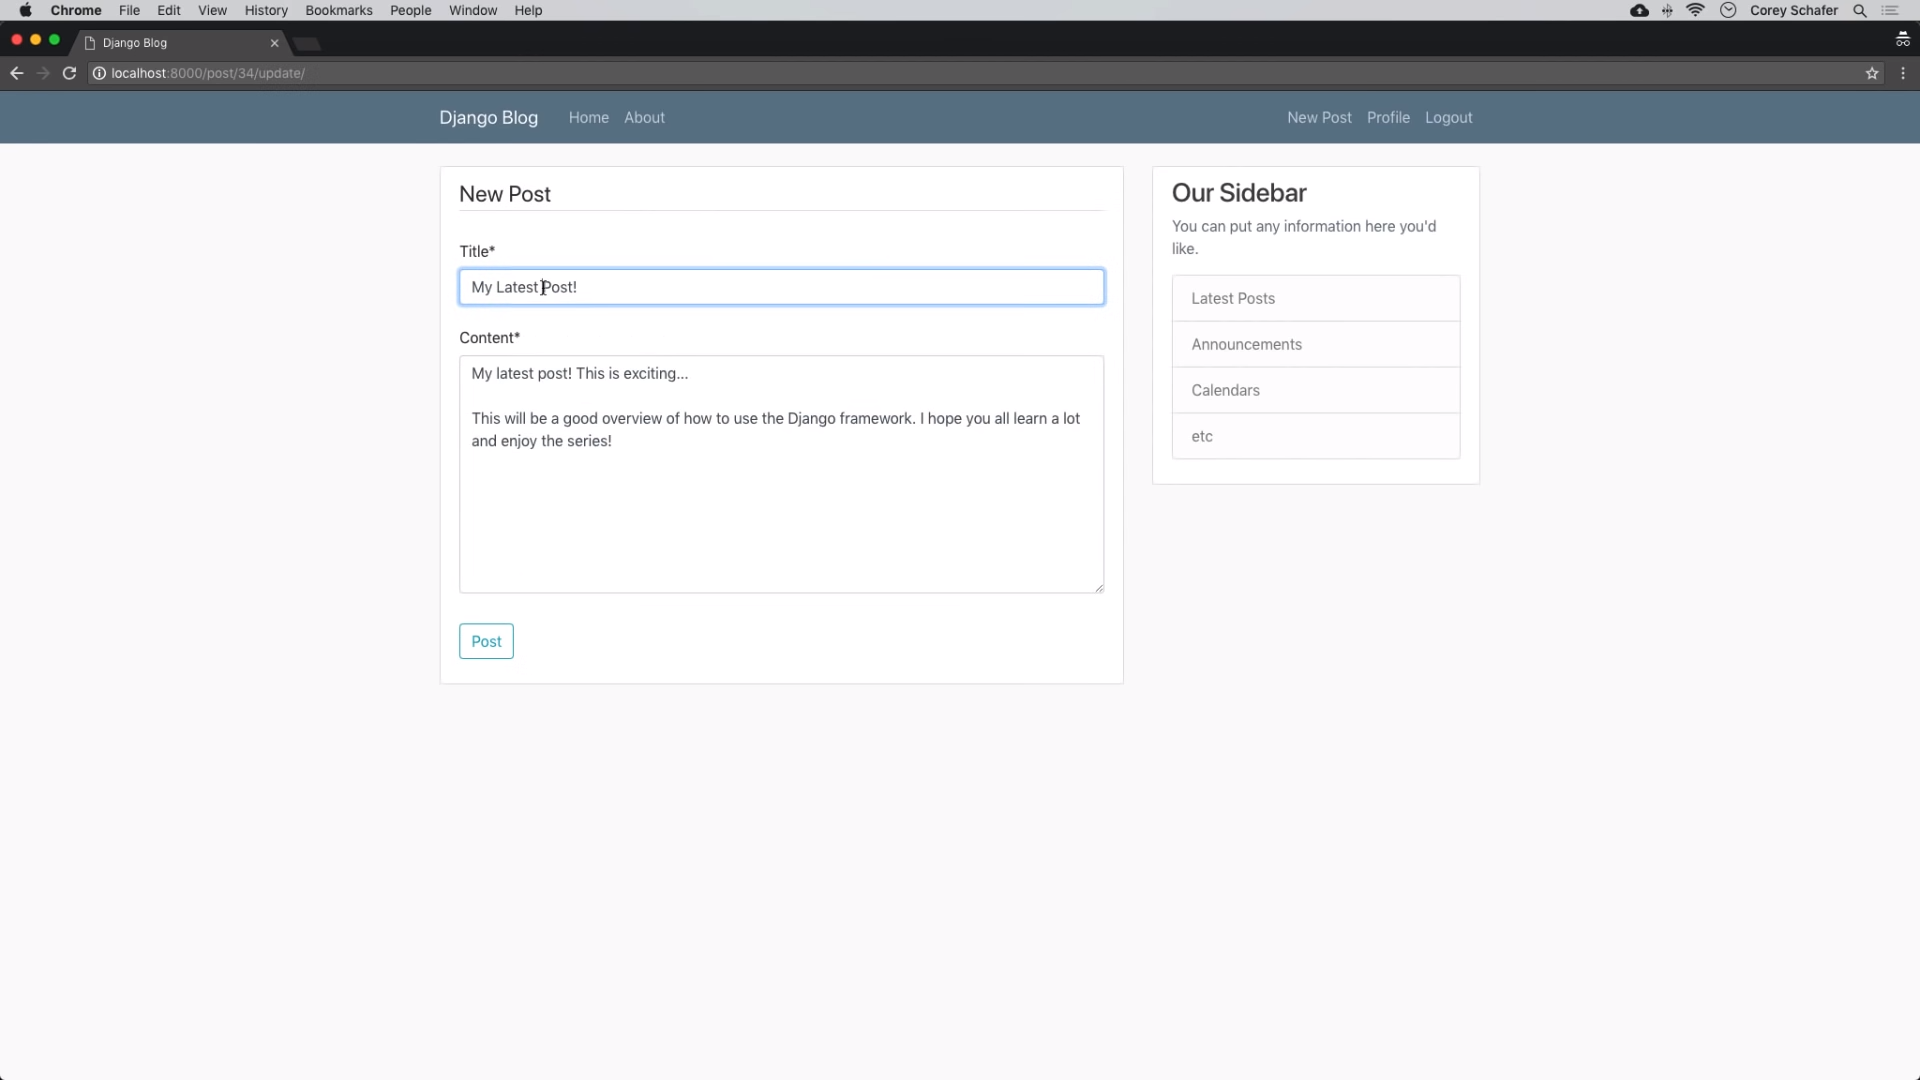 Chrome File Edit View History Bookmarks People Window Help Corey Schafer
Django Blog
localhost:8000/post/34/update/
Django Blog Home About New Post Profile Logout
New Post
Title*
My Latest Post!
Content*
My latest post! This is exciting...
This will be a good overview of how to use the Django framework. I hope you all learn a lot
and enjoy the series!
Post
Our Sidebar
You can put any information here you'd
like.
Latest Posts
Announcements
Calendars
etc